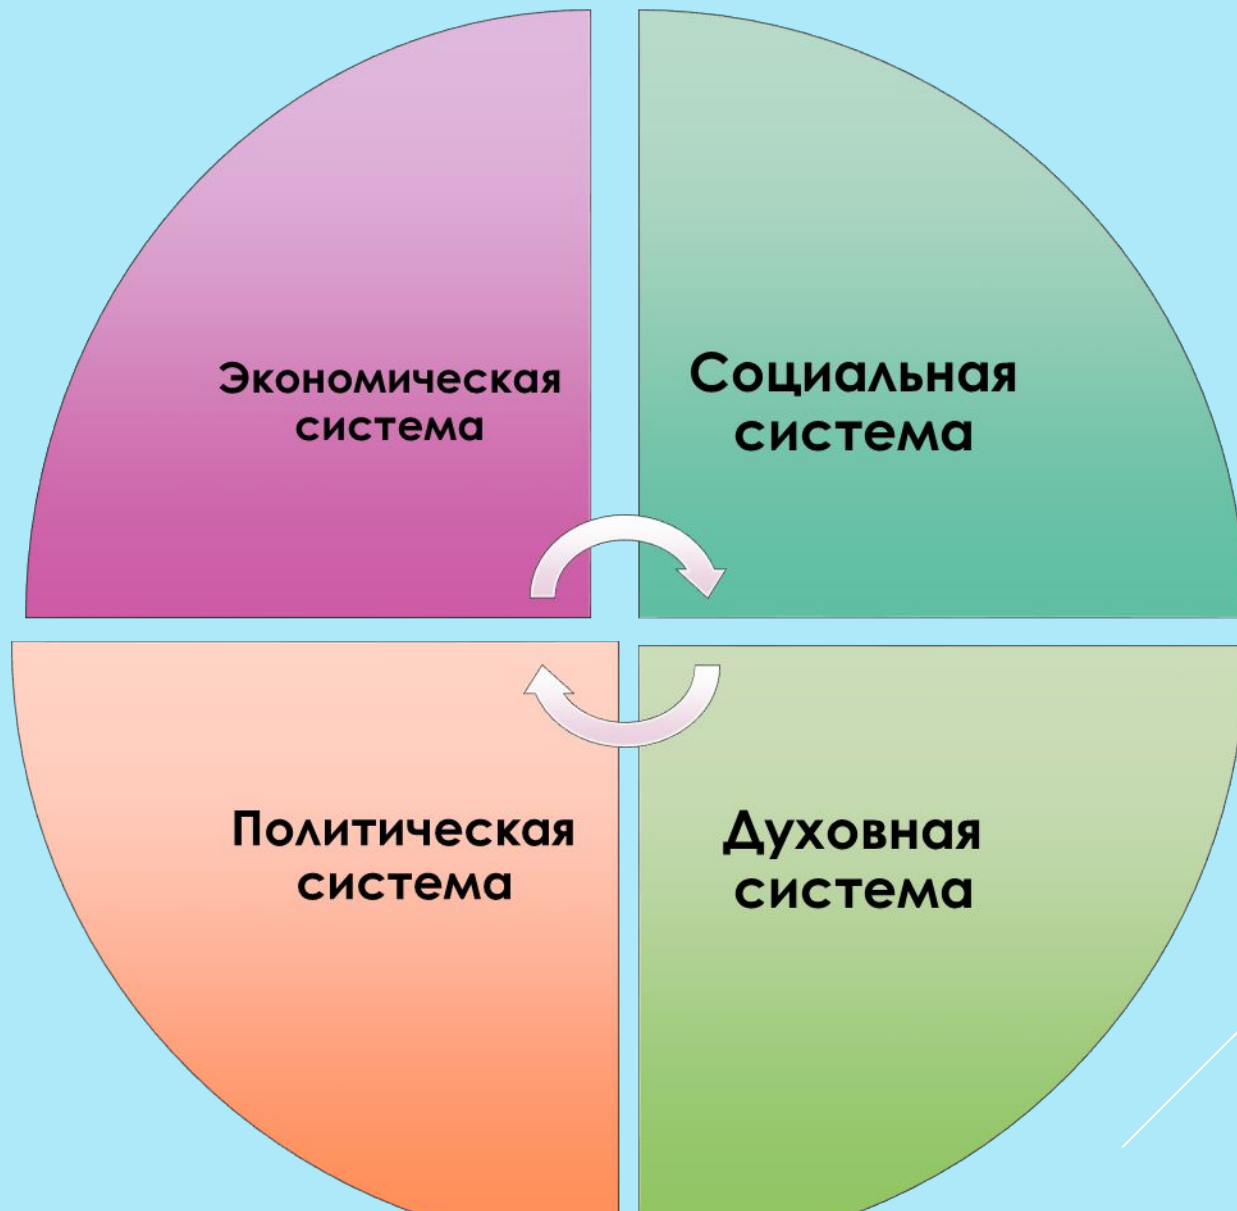 Экономическая
система
Социальная
система
Политическая
система
Духовная
система